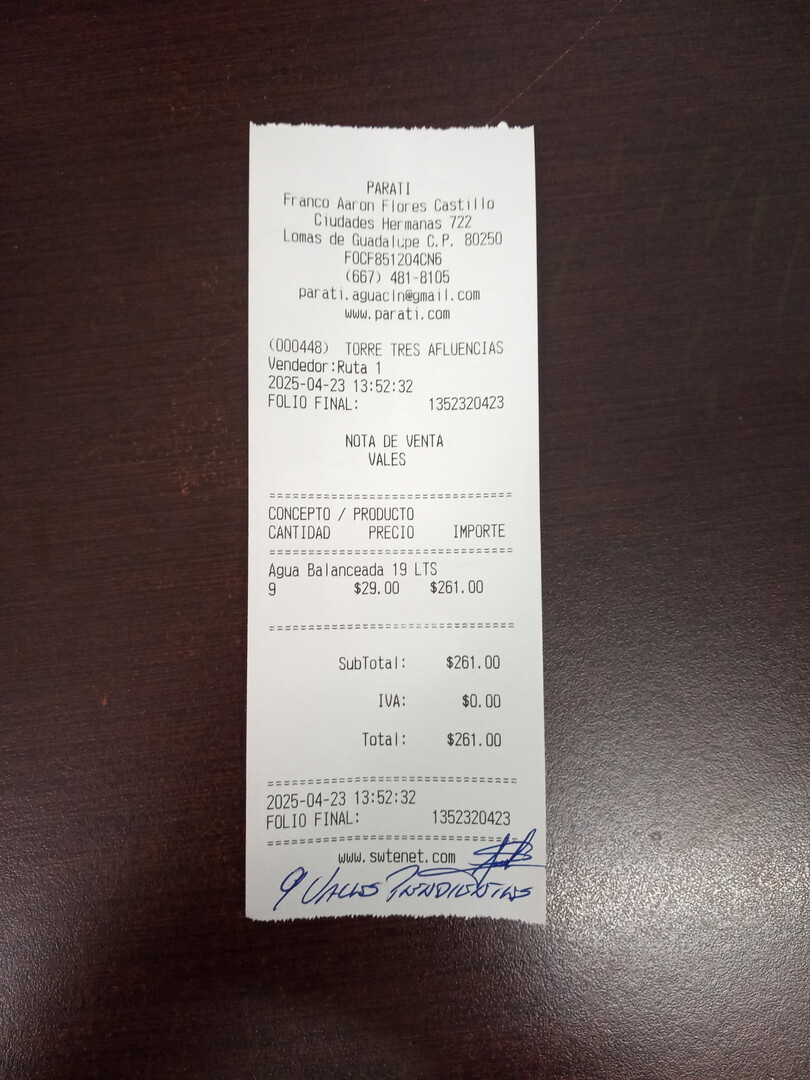 PARATI
Franco Aaron Flores Castillo
Ciudades Hermanas 722
Lomas de Guadalupe C.P. 80250
FOCF851204CN6
(667) 481-8105
parati.aguacln@gmail.com
www.parati.com
(000448) TORRE TRES AFLUENCIAS
Vendedor:Ruta 1
2025-04-23 13:52:32
FOLIO FINAL: 1352320423
NOTA DE VENTA
VALES
================================
CONCEPTO / PRODUCTO
CANTIDAD PRECIO IMPORTE
================================
Agua Balanceada 19 LTS
9 $29.00 $261.00
================================
SubTotal: $261.00
IVA: $0.00
Total: $261.00
================================
2025-04-23 13:52:32
FOLIO FINAL: 1352320423
================================
www.swtenet.com
9 VALES PENDIENTES